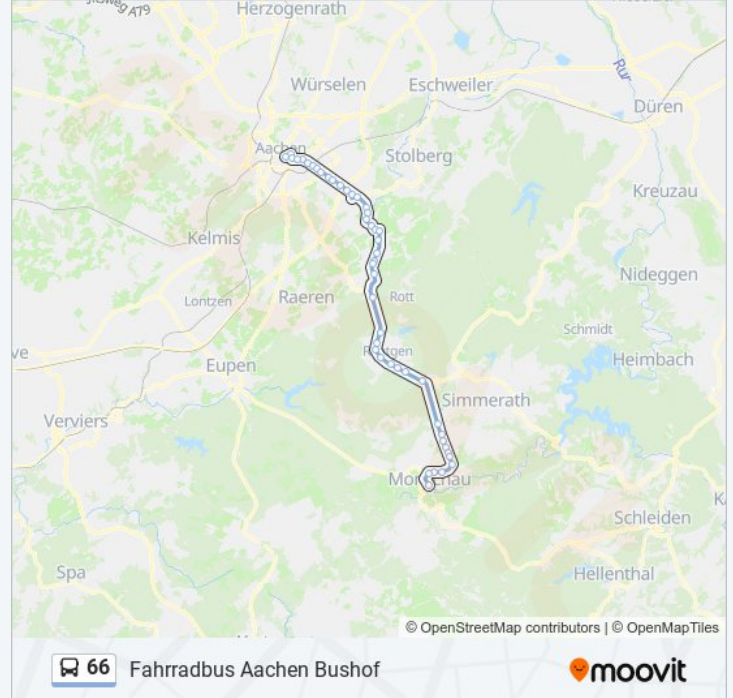 A79
Herzogenrath
Würselen
Eschweiler
Rur
Düren
Aachen
Stolberg
Kreuzau
Kelmis
Nideggen
Lontzen
Raeren
Rott
Schmidt
Eupen
Heimbach
Simmerath
Verviers
Schleiden
Spa
Hellenthal
© OpenStreetMap contributors | © OpenMapTiles
66 Fahrradbus Aachen Bushof
moovit